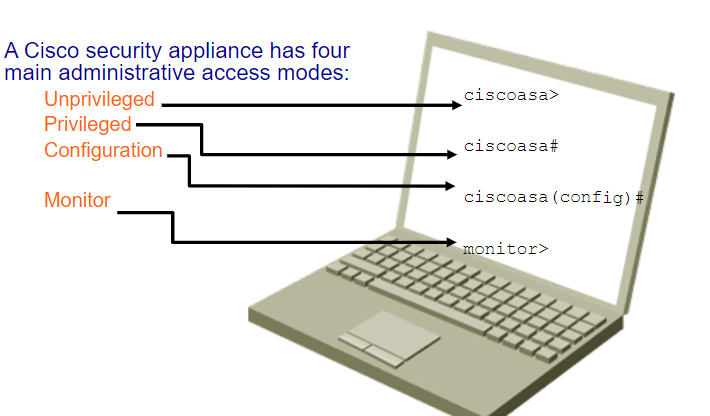 A Cisco security appliance has four
main administrative access modes:
Unprivileged
ciscoasa>
Privileged
ciscoasa#
Configuration
ciscoasa(config)#
Monitor
monitor>